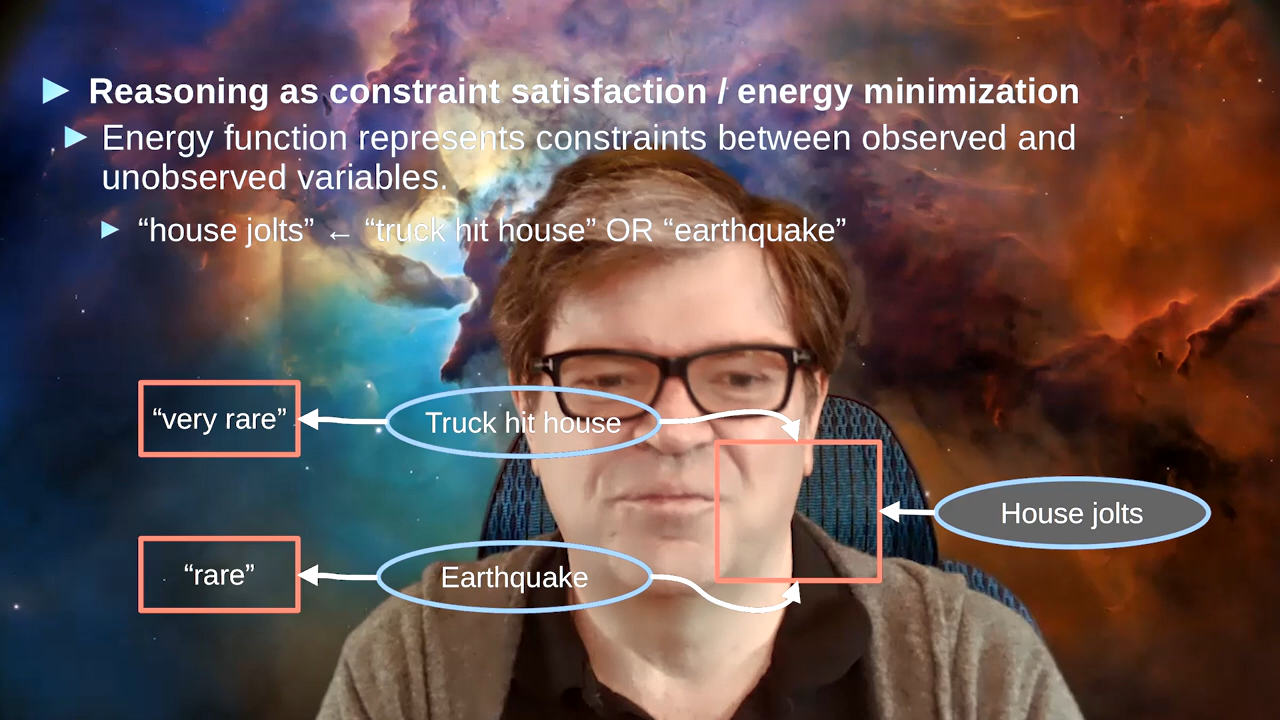 Reasoning as constraint satisfaction / energy minimization
Energy function represents constraints between observed and
unobserved variables.
“house jolts” ← “truck hit house” OR “earthquake”
“very rare”
Truck hit house
House jolts
“rare”
Earthquake